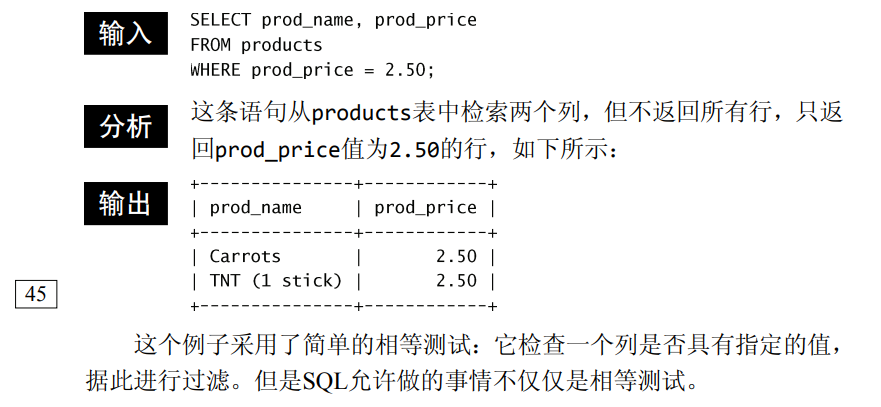 输入
SELECT prod_name, prod_price
FROM products
WHERE prod_price = 2.50;
分析
这条语句从products表中检索两个列，但不返回所有行，只返
回prod_price值为2.50的行，如下所示：
输出
+---------------+------------+
| prod_name     | prod_price |
+---------------+------------+
| Carrots       |       2.50 |
| TNT (1 stick) |       2.50 |
+---------------+------------+
45
这个例子采用了简单的相等测试：它检查一个列是否具有指定的值，
据此进行过滤。但是SQL允许做的事情不仅仅是相等测试。